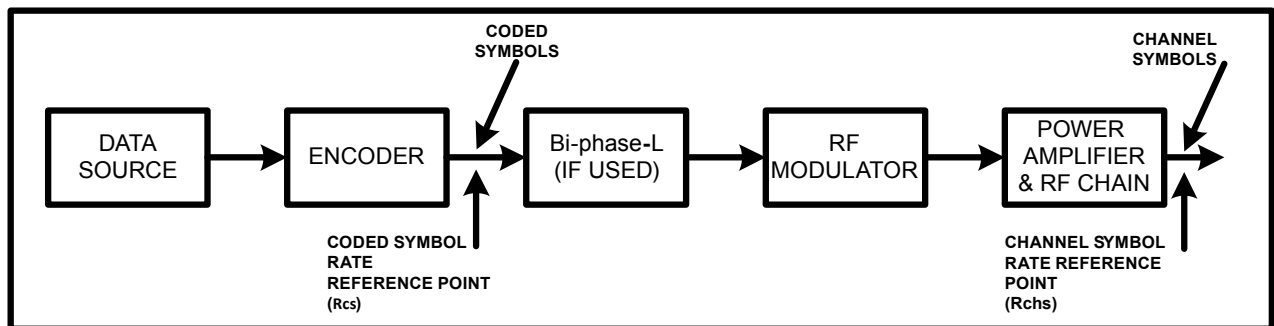 CODED
SYMBOLS
CHANNEL
SYMBOLS
DATA
SOURCE
ENCODER
Bi-phase-L
(IF USED)
RF
MODULATOR
POWER
AMPLIFIER
& RF CHAIN
CODED SYMBOL
RATE
REFERENCE POINT
(Rcs)
CHANNEL SYMBOL
RATE REFERENCE
POINT
(Rchs)